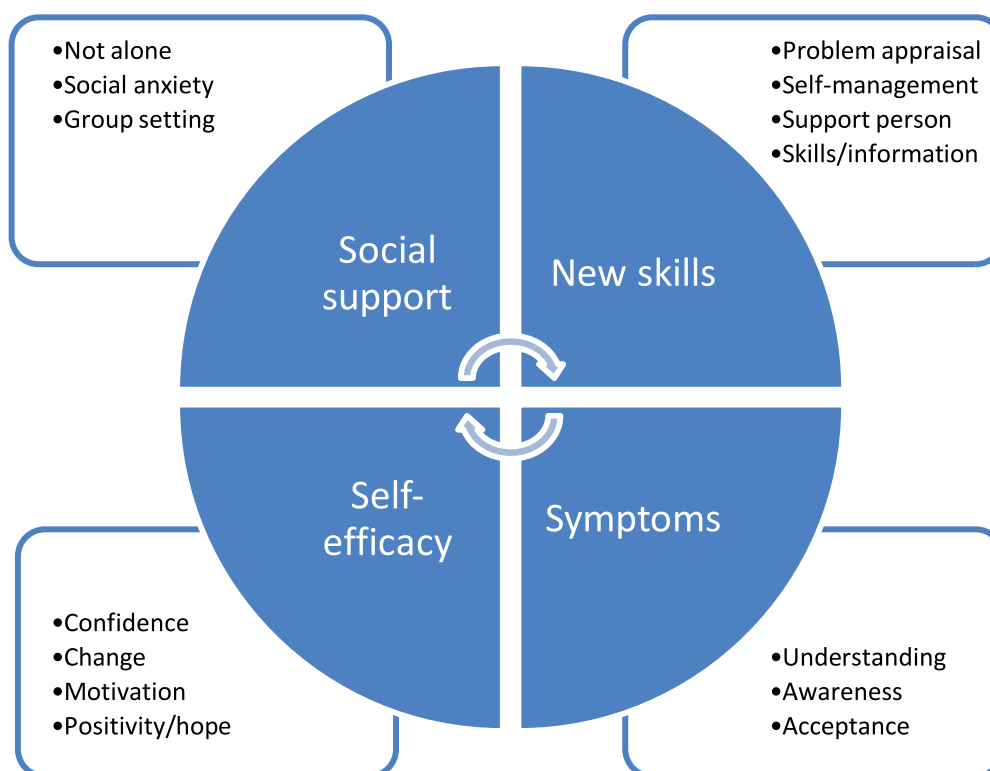 •Not alone
•Social anxiety
•Group setting
•Problem appraisal
•Self-management
•Support person
•Skills/information
Social
support
New skills
Self-
efficacy
Symptoms
•Confidence
•Change
•Motivation
•Positivity/hope
•Understanding
•Awareness
•Acceptance